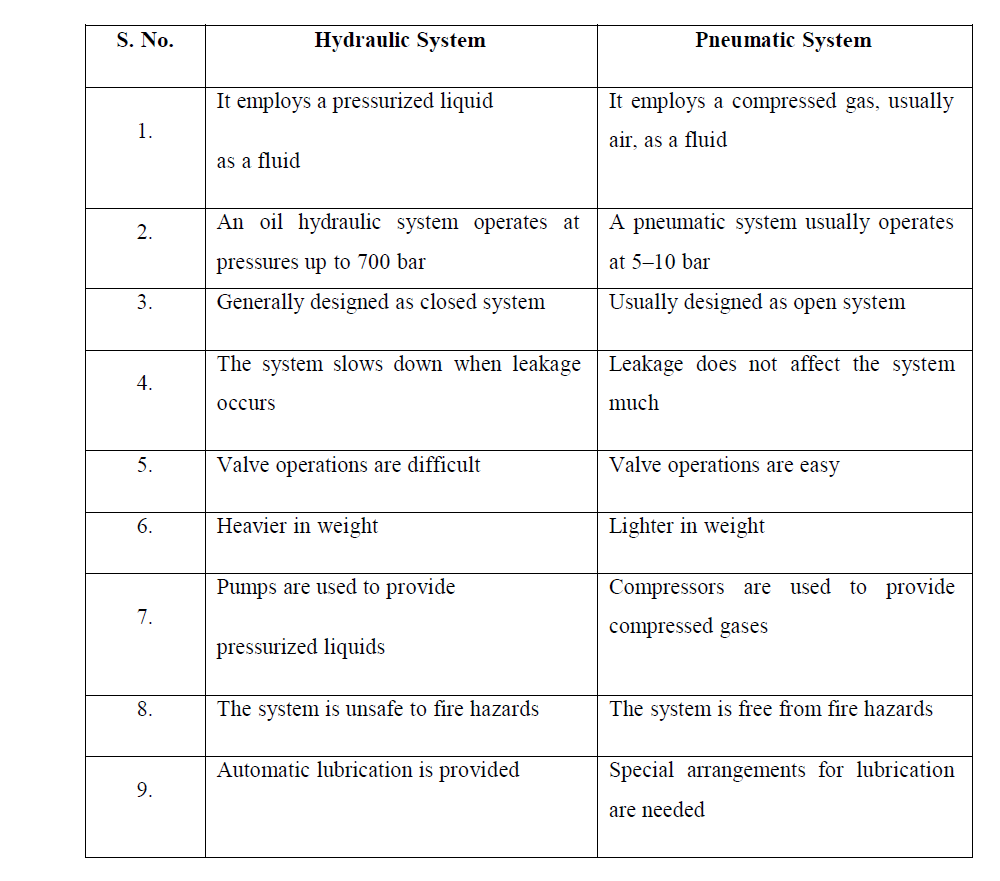 S. No. Hydraulic System Pneumatic System
1. It employs a pressurized liquid
as a fluid
It employs a compressed gas, usually
air, as a fluid
2. An oil hydraulic system operates at
pressures up to 700 bar
A pneumatic system usually operates
at 5–10 bar
3. Generally designed as closed system Usually designed as open system
4. The system slows down when leakage
occurs
Leakage does not affect the system
much
5. Valve operations are difficult Valve operations are easy
6. Heavier in weight Lighter in weight
7. Pumps are used to provide
pressurized liquids
Compressors are used to provide
compressed gases
8. The system is unsafe to fire hazards The system is free from fire hazards
9. Automatic lubrication is provided Special arrangements for lubrication
are needed